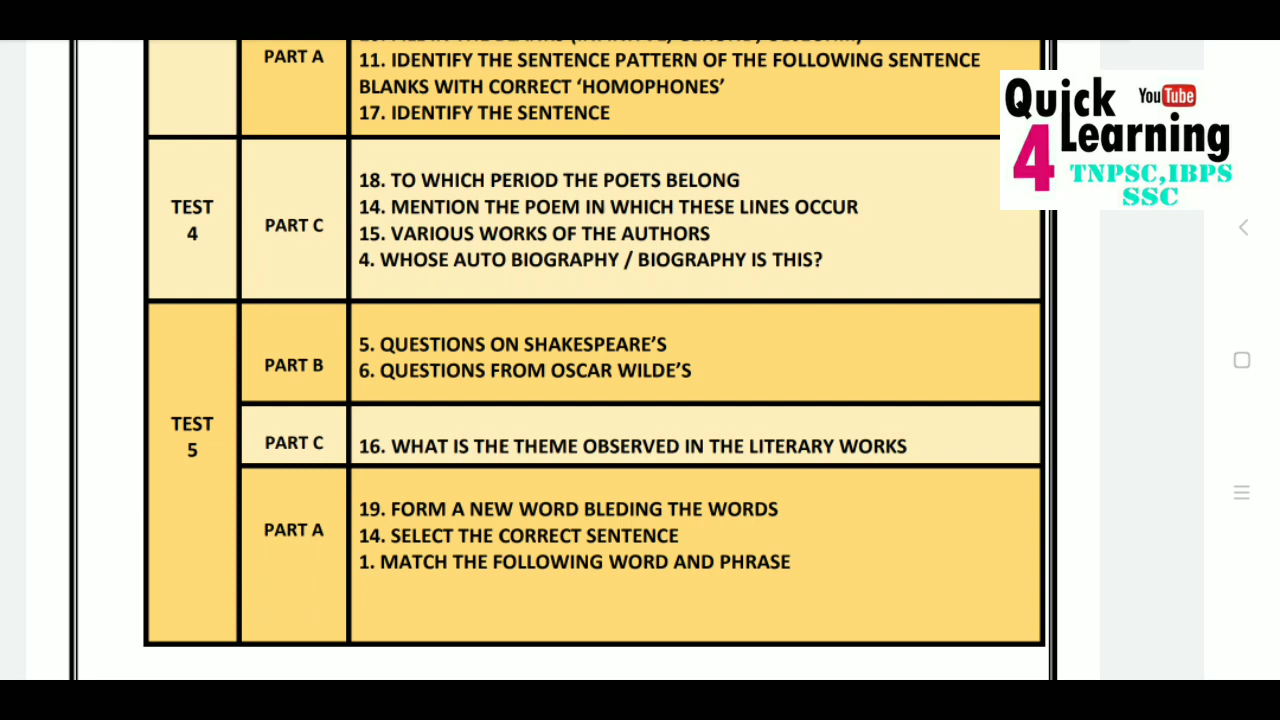 PART A
11. IDENTIFY THE SENTENCE PATTERN OF THE FOLLOWING SENTENCE
BLANKS WITH CORRECT ‘HOMOPHONES’
17. IDENTIFY THE SENTENCE
Quick
YouTube
4 Learning
TNPSC,IBPS
SSC
TEST
4
PART C
18. TO WHICH PERIOD THE POETS BELONG
14. MENTION THE POEM IN WHICH THESE LINES OCCUR
15. VARIOUS WORKS OF THE AUTHORS
4. WHOSE AUTO BIOGRAPHY / BIOGRAPHY IS THIS?
TEST
5
PART B
5. QUESTIONS ON SHAKESPEARE’S
6. QUESTIONS FROM OSCAR WILDE’S
PART C
16. WHAT IS THE THEME OBSERVED IN THE LITERARY WORKS
PART A
19. FORM A NEW WORD BLEDING THE WORDS
14. SELECT THE CORRECT SENTENCE
1. MATCH THE FOLLOWING WORD AND PHRASE